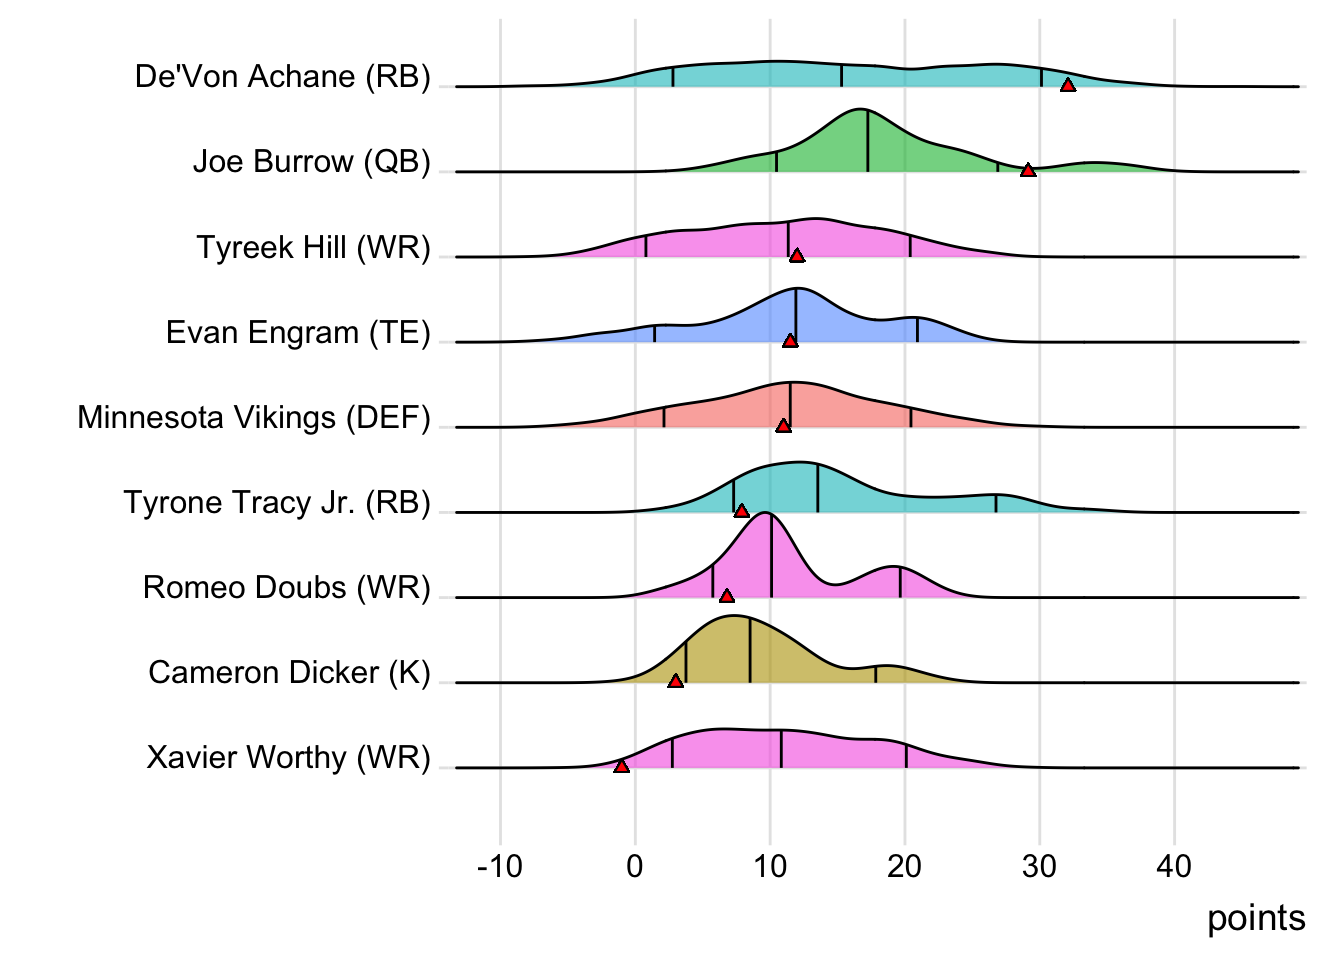 De'Von Achane (RB)
Joe Burrow (QB)
Tyreek Hill (WR)
Evan Engram (TE)
Minnesota Vikings (DEF)
Tyrone Tracy Jr. (RB)
Romeo Doubs (WR)
Cameron Dicker (K)
Xavier Worthy (WR)
-10 0 10 20 30 40
points